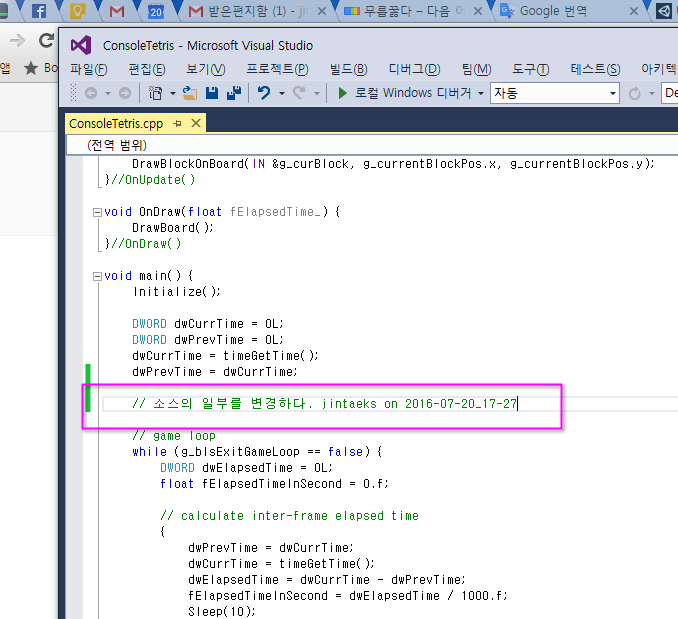 받은편지함 (1) - jin
무릎꿇다 – 다음 어
Google 번역
20
앱
Bo
ConsoleTetris - Microsoft Visual Studio
파일(F) 편집(E) 보기(V) 프로젝트(P) 빌드(B) 디버그(D) 팀(M) 도구(T) 테스트(S) 아키텍
로컬 Windows 디버거 자동 De
ConsoleTetris.cpp
(전역 범위)
DrawBlockOnBoard(IN &g_curBlock, g_currentBlockPos.x, g_currentBlockPos.y);
}//OnUpdate()
void OnDraw(float fElapsedTime_) {
DrawBoard();
}//OnDraw()
void main() {
Initialize();
DWORD dwCurrTime = 0L;
DWORD dwPrevTime = 0L;
dwCurrTime = timeGetTime();
dwPrevTime = dwCurrTime;
// 소스의 일부를 변경하다. jintaeks on 2016-07-20_17-27
// game loop
while (g_bIsExitGameLoop == false) {
DWORD dwElapsedTime = 0L;
float fElapsedTimeInSecond = 0.f;
// calculate inter-frame elapsed time
{
dwPrevTime = dwCurrTime;
dwCurrTime = timeGetTime();
dwElapsedTime = dwCurrTime - dwPrevTime;
fElapsedTimeInSecond = dwElapsedTime / 1000.f;
Sleep(10);